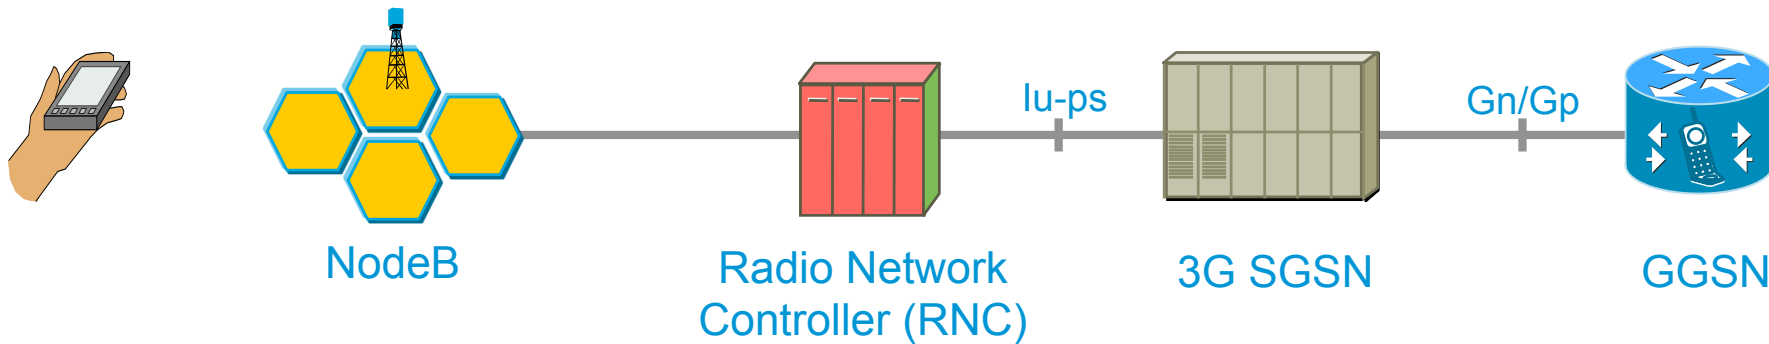 Iu-ps
Gn/Gp
NodeB
Radio Network
Controller (RNC)
3G SGSN
GGSN